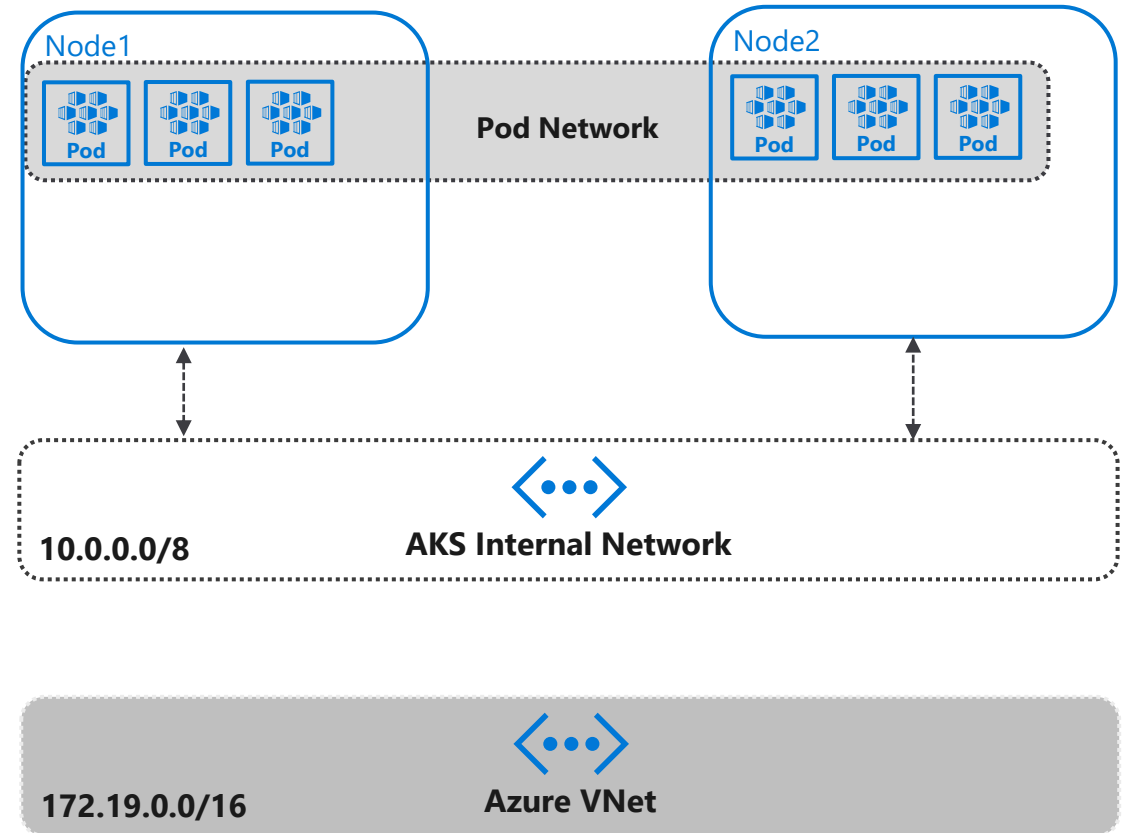 Node1
Node2
Pod
Pod
Pod
Pod Network
Pod
Pod
Pod
10.0.0.0/8
AKS Internal Network
172.19.0.0/16
Azure VNet